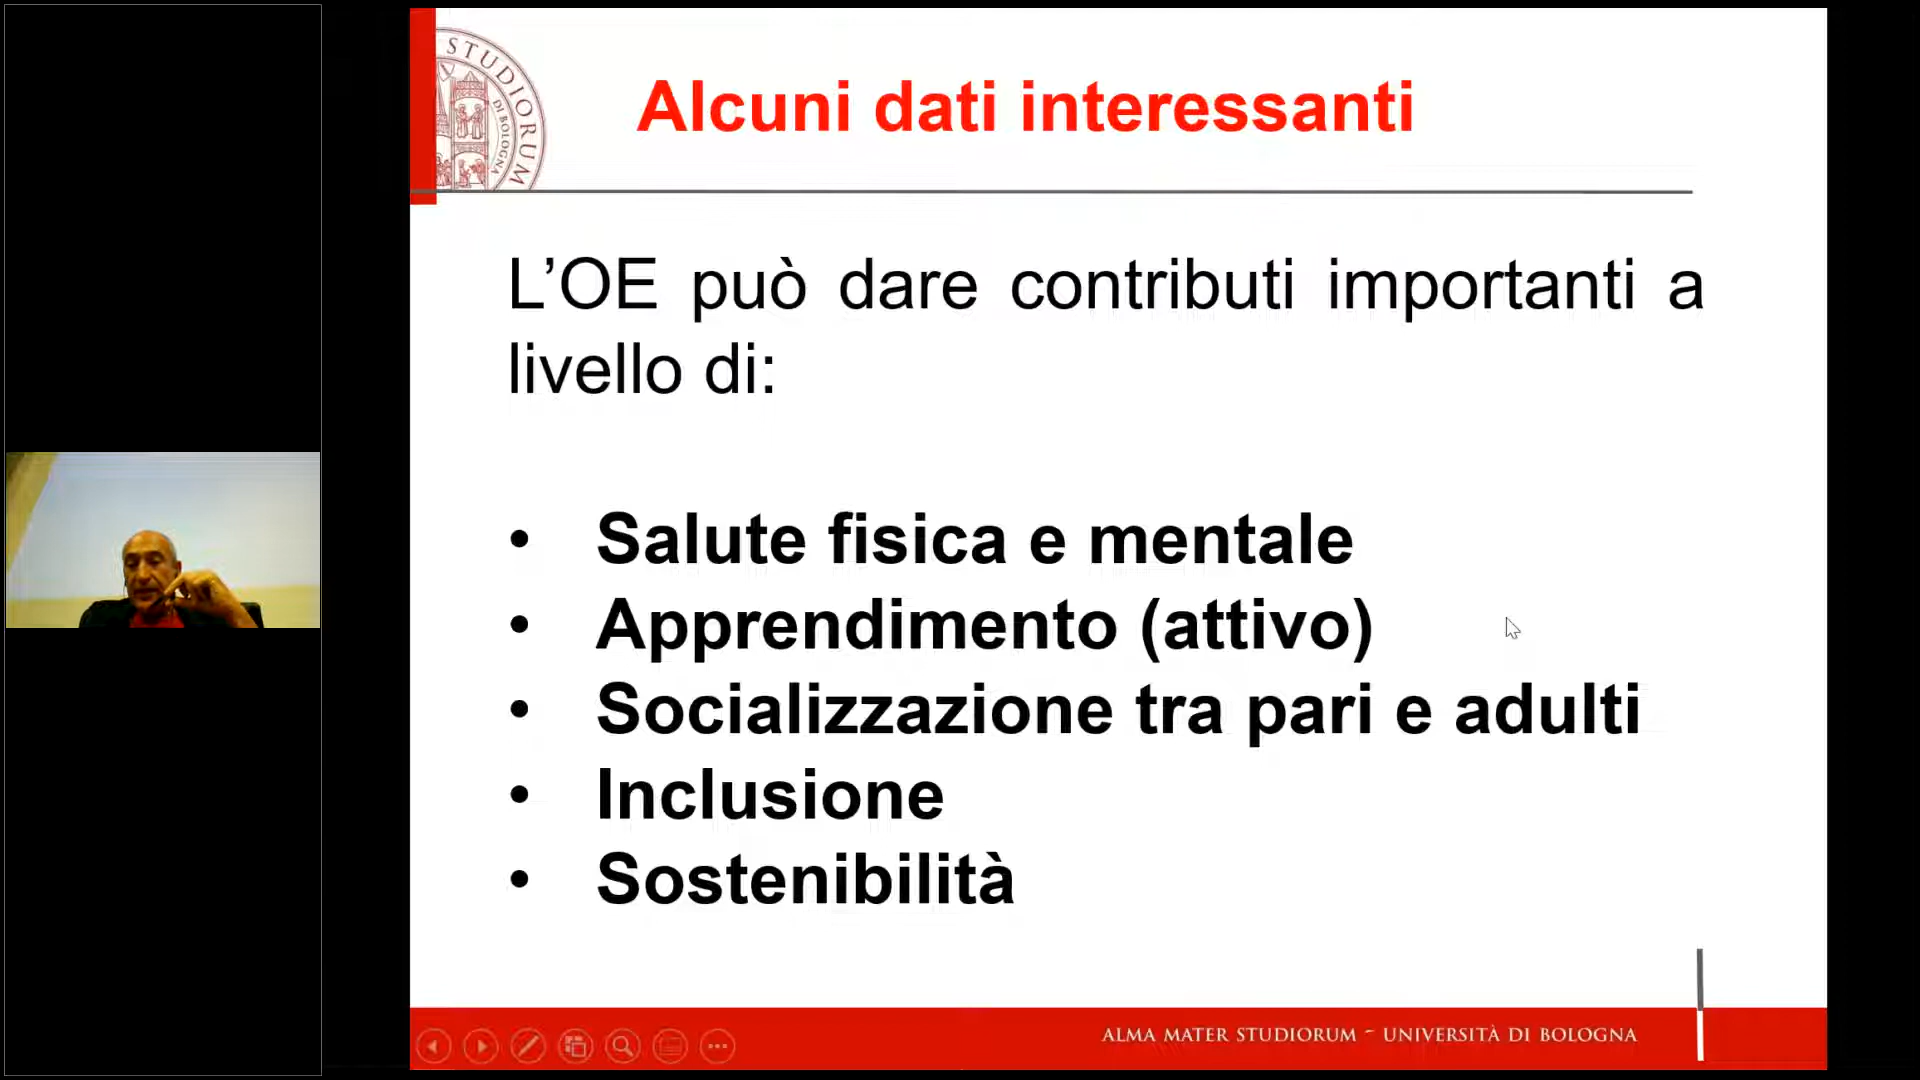 STUDIORUM
DI BOLOGNA
Alcuni dati interessanti
L’OE può dare contributi importanti a
livello di:
• Salute fisica e mentale
• Apprendimento (attivo)
• Socializzazione tra pari e adulti
• Inclusione
• Sostenibilità
ALMA MATER STUDIORUM ~ UNIVERSITÀ DI BOLOGNA